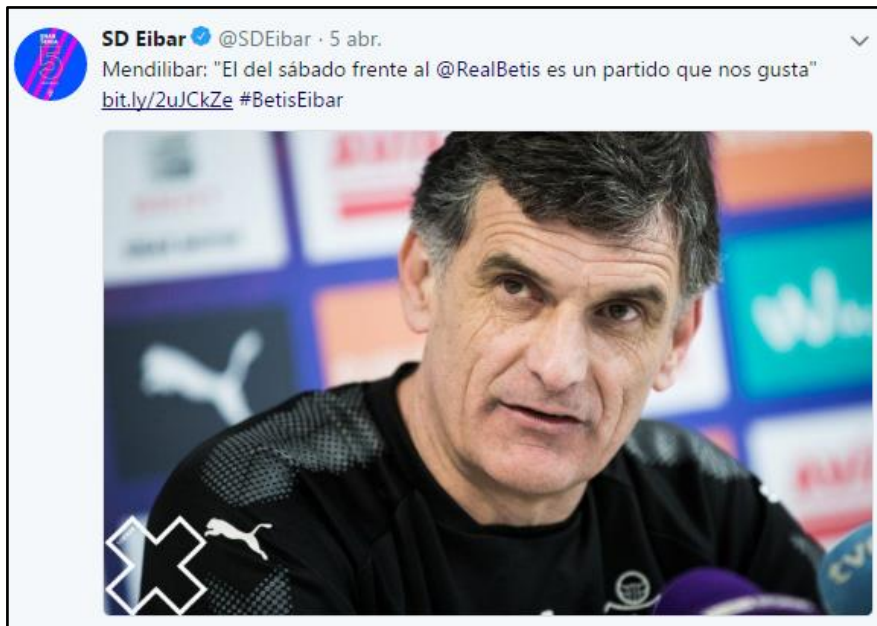 SD Eibar @SDEibar · 5 abr.
Mendilibar: "El del sábado frente al @RealBetis es un partido que nos gusta"
bit.ly/2uJCkZe #BetisEibar